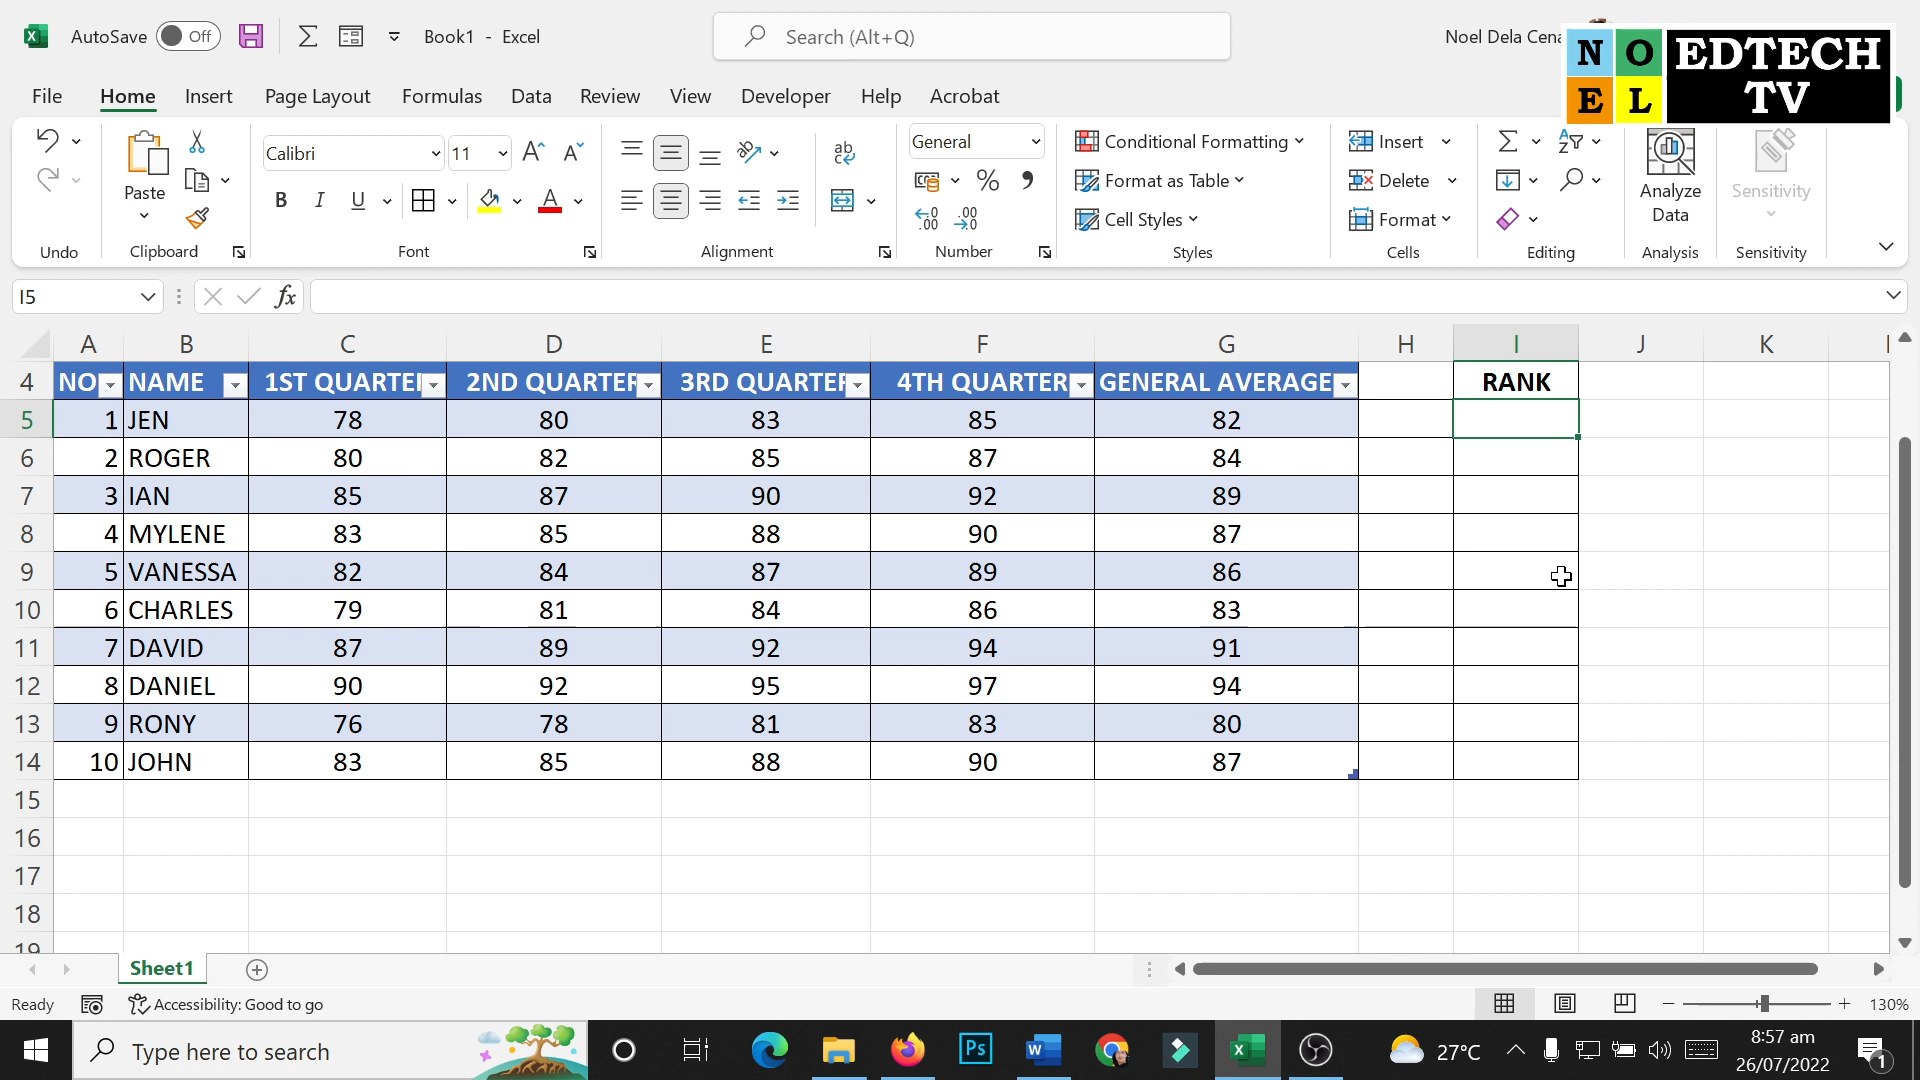 AutoSave Off Book1 - Excel Search (Alt+Q) Noel Dela Cena
N O E L
EDTECH
TV
File Home Insert Page Layout Formulas Data Review View Developer Help Acrobat
Calibri 11 General Conditional Formatting Insert
Paste Format as Table Delete Analyze Data Sensitivity
B I U Cell Styles Format
Undo Clipboard Font Alignment Number Styles Cells Editing Analysis Sensitivity
I5 fx
A B C D E F G H I J K
4 NO NAME 1ST QUARTER 2ND QUARTER 3RD QUARTER 4TH QUARTER GENERAL AVERAGE RANK
5 1 JEN 78 80 83 85 82
6 2 ROGER 80 82 85 87 84
7 3 IAN 85 87 90 92 89
8 4 MYLENE 83 85 88 90 87
9 5 VANESSA 82 84 87 89 86
10 6 CHARLES 79 81 84 86 83
11 7 DAVID 87 89 92 94 91
12 8 DANIEL 90 92 95 97 94
13 9 RONY 76 78 81 83 80
14 10 JOHN 83 85 88 90 87
15
16
17
18
19
Sheet1
Ready Accessibility: Good to go 130%
Type here to search 27°C 8:57 am
26/07/2022
1